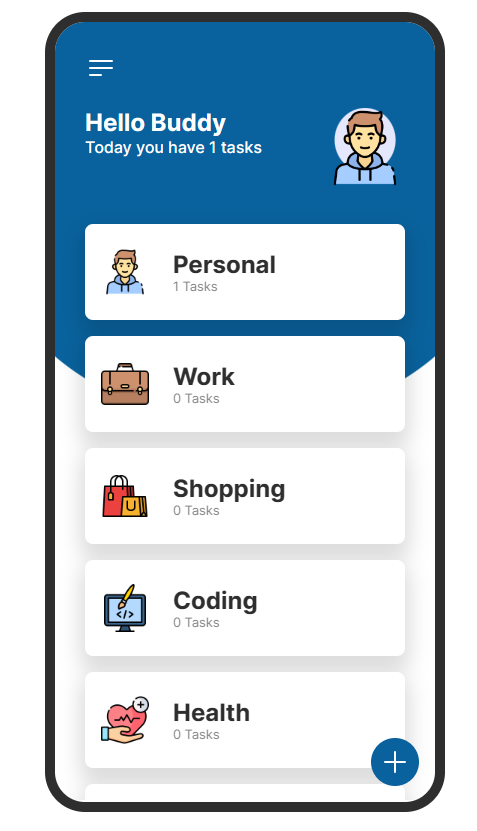 Hello Buddy
Today you have 1 tasks
Personal
1 Tasks
Work
0 Tasks
Shopping
0 Tasks
Coding
0 Tasks
Health
0 Tasks